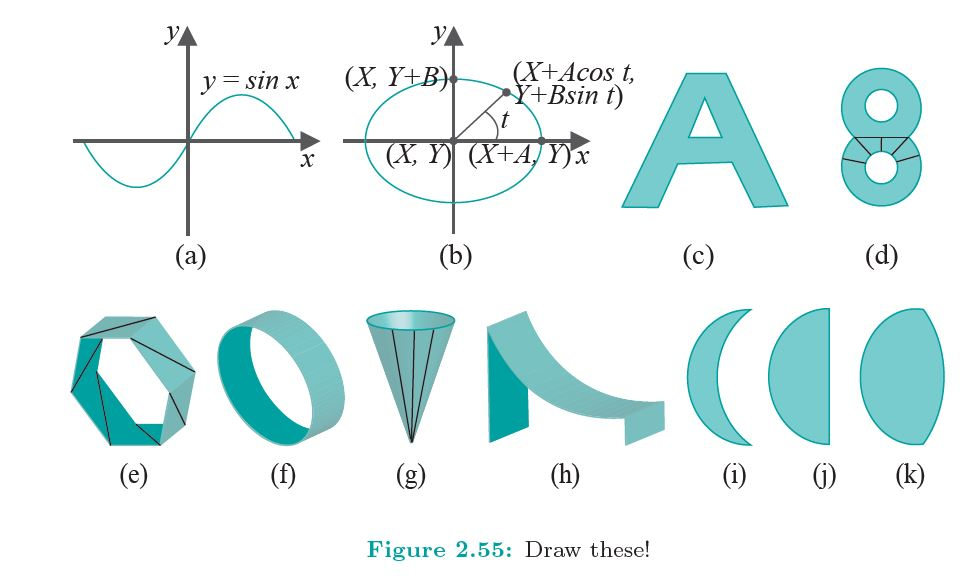 y
y = sin x
x
(a)
y
(X, Y+B)
(X+Acos t,
Y+Bsin t)
t
(X, Y)
(X+A, Y)
x
(b)
(c)
(d)
(e)
(f)
(g)
(h)
(i)
(j)
(k)
Figure 2.55: Draw these!